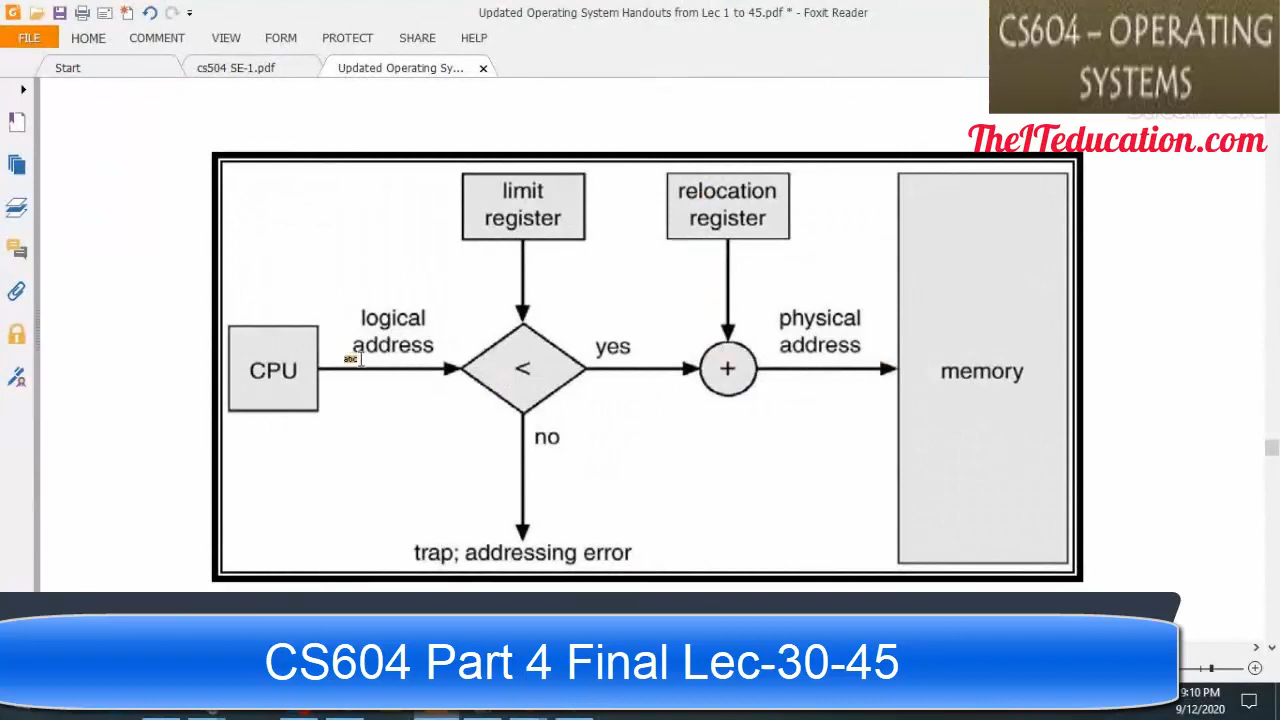 Updated Operating System Handouts from Lec 1 to 45.pdf * - Foxit Reader
FILE HOME COMMENT VIEW FORM PROTECT SHARE HELP
Start cs504 SE-1.pdf Updated Operating Sy...
CS604 – OPERATING
SYSTEMS
TheITeducation.com
limit
register
relocation
register
logical
address
abc
CPU
<
yes
+
physical
address
memory
no
trap; addressing error
CS604 Part 4 Final Lec-30-45
9:10 PM
9/12/2020